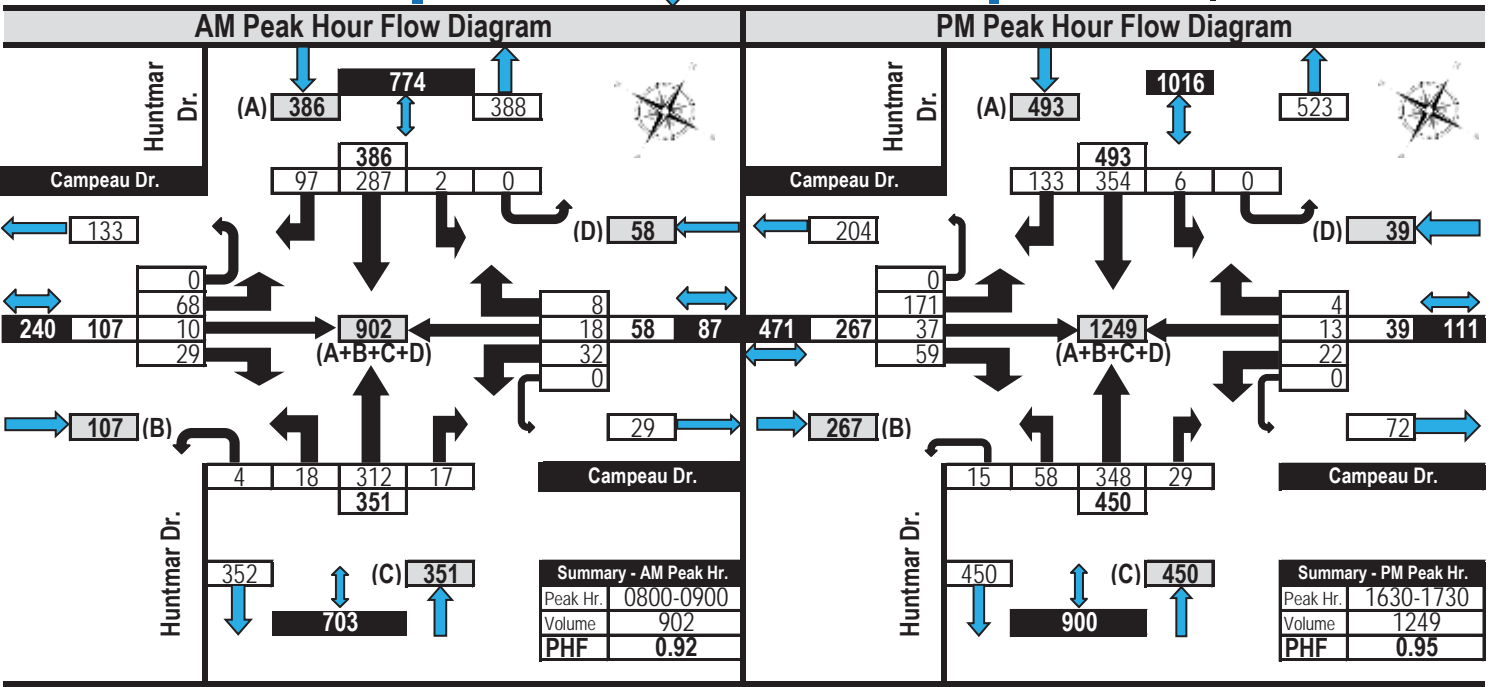 AM Peak Hour Flow Diagram
Huntmar
Dr.
774
(A) 386
388
386
97 287 2 0
Campeau Dr.
133
(D) 58
0
68
240 107 10
29
902
(A+B+C+D)
8
18 58 87
32
0
107 (B)
29
4 18 312 17
351
Campeau Dr.
Huntmar Dr.
352
(C) 351
703
Summary - AM Peak Hr.
Peak Hr. 0800-0900
Volume 902
PHF 0.92
PM Peak Hour Flow Diagram
Huntmar
Dr.
1016
(A) 493
523
493
133 354 6 0
Campeau Dr.
204
(D) 39
0
171
471 267 37
59
1249
(A+B+C+D)
4
13 39 111
22
0
267 (B)
72
15 58 348 29
450
Campeau Dr.
Huntmar Dr.
450
(C) 450
900
Summary - PM Peak Hr.
Peak Hr. 1630-1730
Volume 1249
PHF 0.95